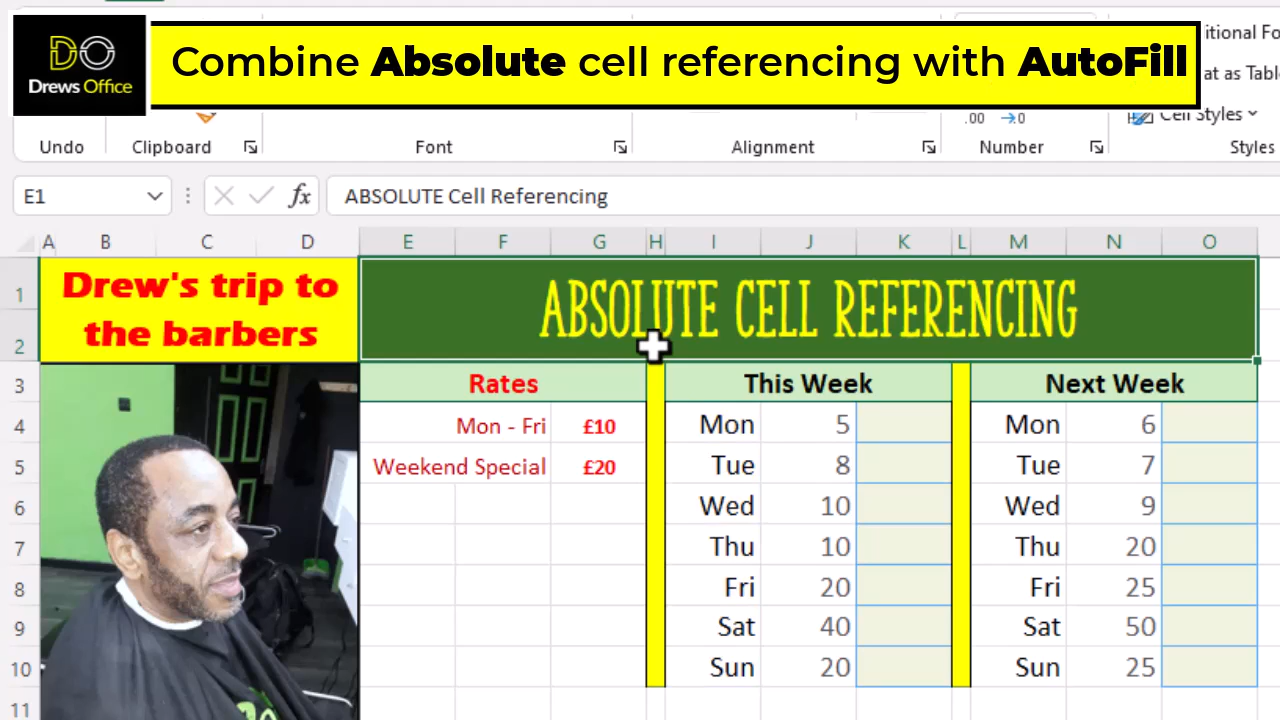 DO
Drews Office
Combine Absolute cell referencing with AutoFill
itional Fo
at as Table
.00 →.0 Cell Styles
Undo Clipboard Font Alignment Number Styles
E1 fx ABSOLUTE Cell Referencing
A B C D E F G H I J K L M N O
1 Drew's trip to the barbers ABSOLUTE CELL REFERENCING
2
3 Rates This Week Next Week
4 Mon - Fri £10 Mon 5 Mon 6
5 Weekend Special £20 Tue 8 Tue 7
6 Wed 10 Wed 9
7 Thu 10 Thu 20
8 Fri 20 Fri 25
9 Sat 40 Sat 50
10 Sun 20 Sun 25
11